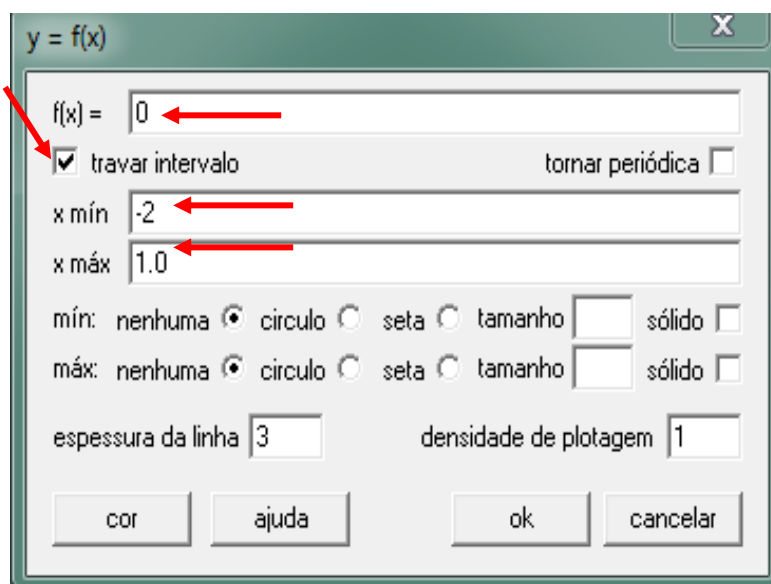 y = f(x)
f(x) = 0
travar intervalo tornar periódica
x mín -2
x máx 1.0
mín: nenhuma circulo seta tamanho sólido
máx: nenhuma circulo seta tamanho sólido
espessura da linha 3 densidade de plotagem 1
cor ajuda ok cancelar